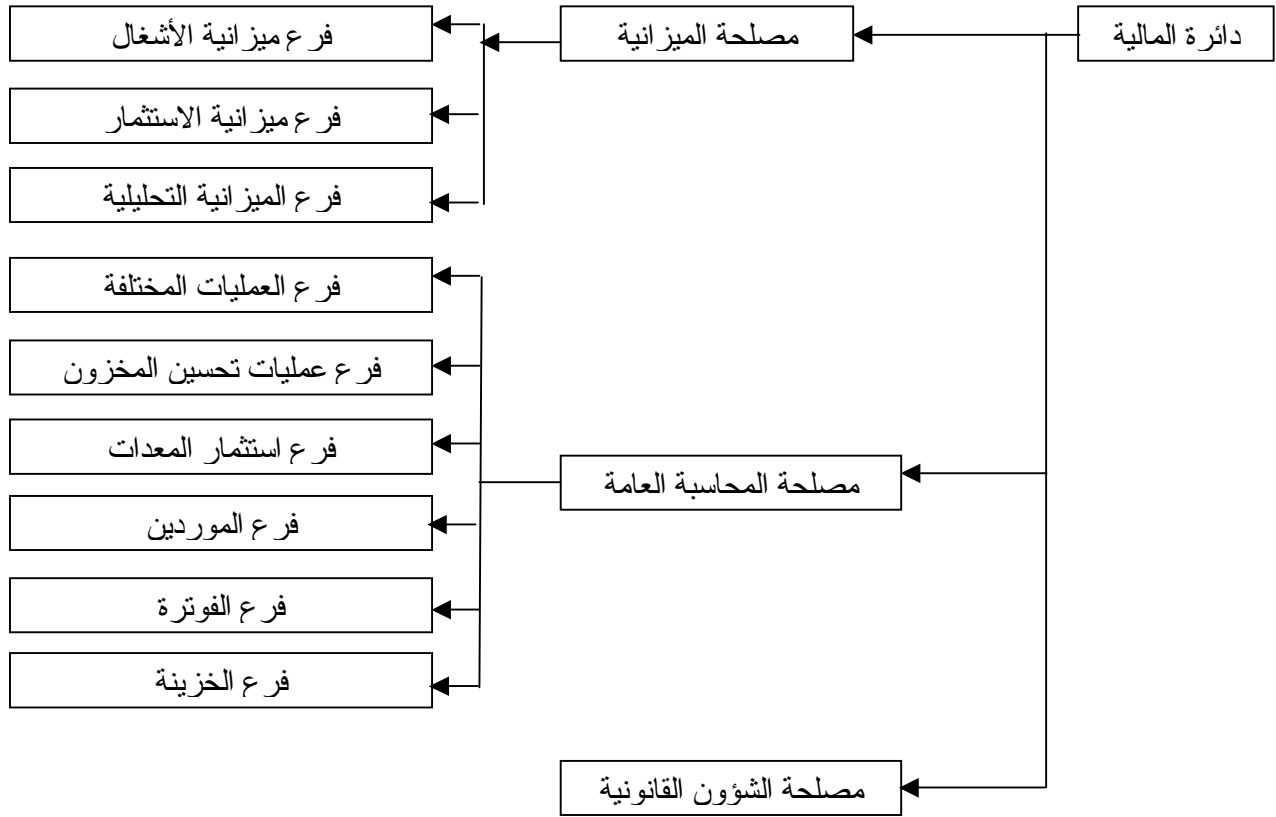 دائرة المالية
مصلحة الميزانية
فرع ميزانية الأشغال
فرع ميزانية الاستثمار
فرع الميزانية التحليلية
مصلحة المحاسبة العامة
فرع العمليات المختلفة
فرع عمليات تحسين المخزون
فرع استثمار المعدات
فرع الموردين
فرع الفوترة
فرع الخزينة
مصلحة الشؤون القانونية